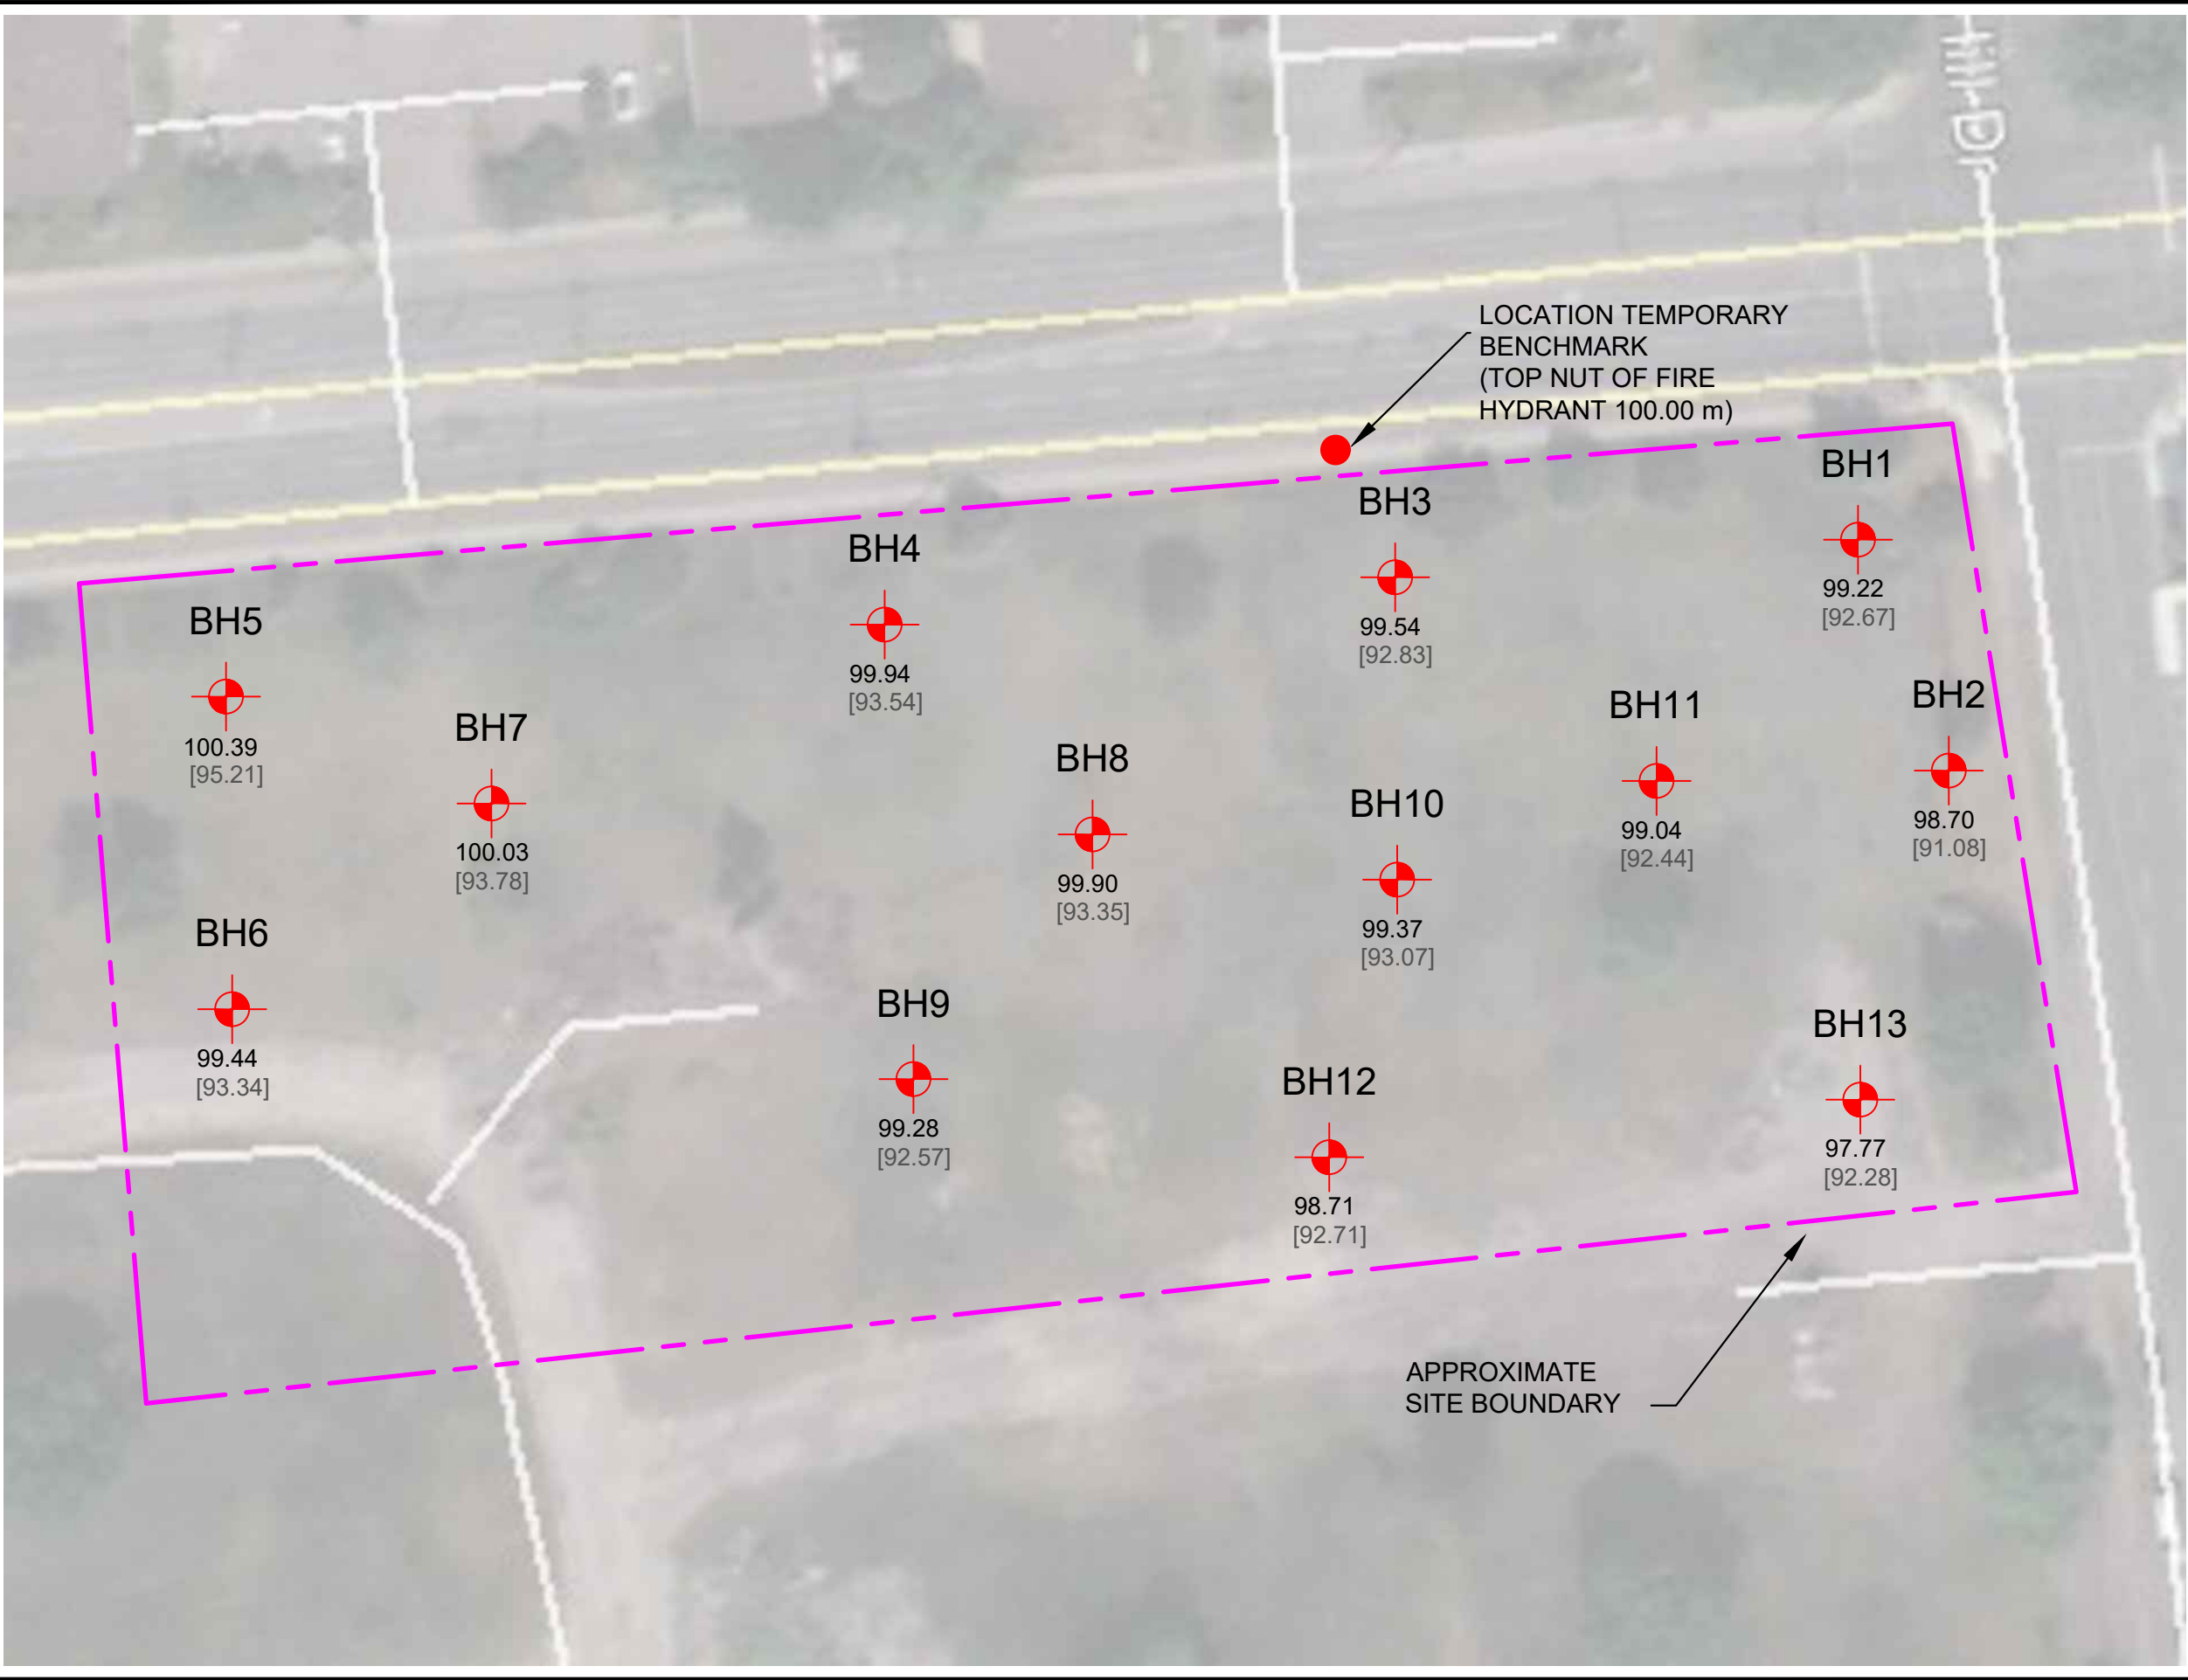 Dr
LOCATION TEMPORARY
BENCHMARK
(TOP NUT OF FIRE
HYDRANT 100.00 m)
BH1
99.22
[92.67]
BH3
99.54
[92.83]
BH4
99.94
[93.54]
BH5
100.39
[95.21]
BH2
98.70
[91.08]
BH11
99.04
[92.44]
BH7
100.03
[93.78]
BH8
99.90
[93.35]
BH10
99.37
[93.07]
BH6
99.44
[93.34]
BH9
99.28
[92.57]
BH13
97.77
[92.28]
BH12
98.71
[92.71]
APPROXIMATE
SITE BOUNDARY